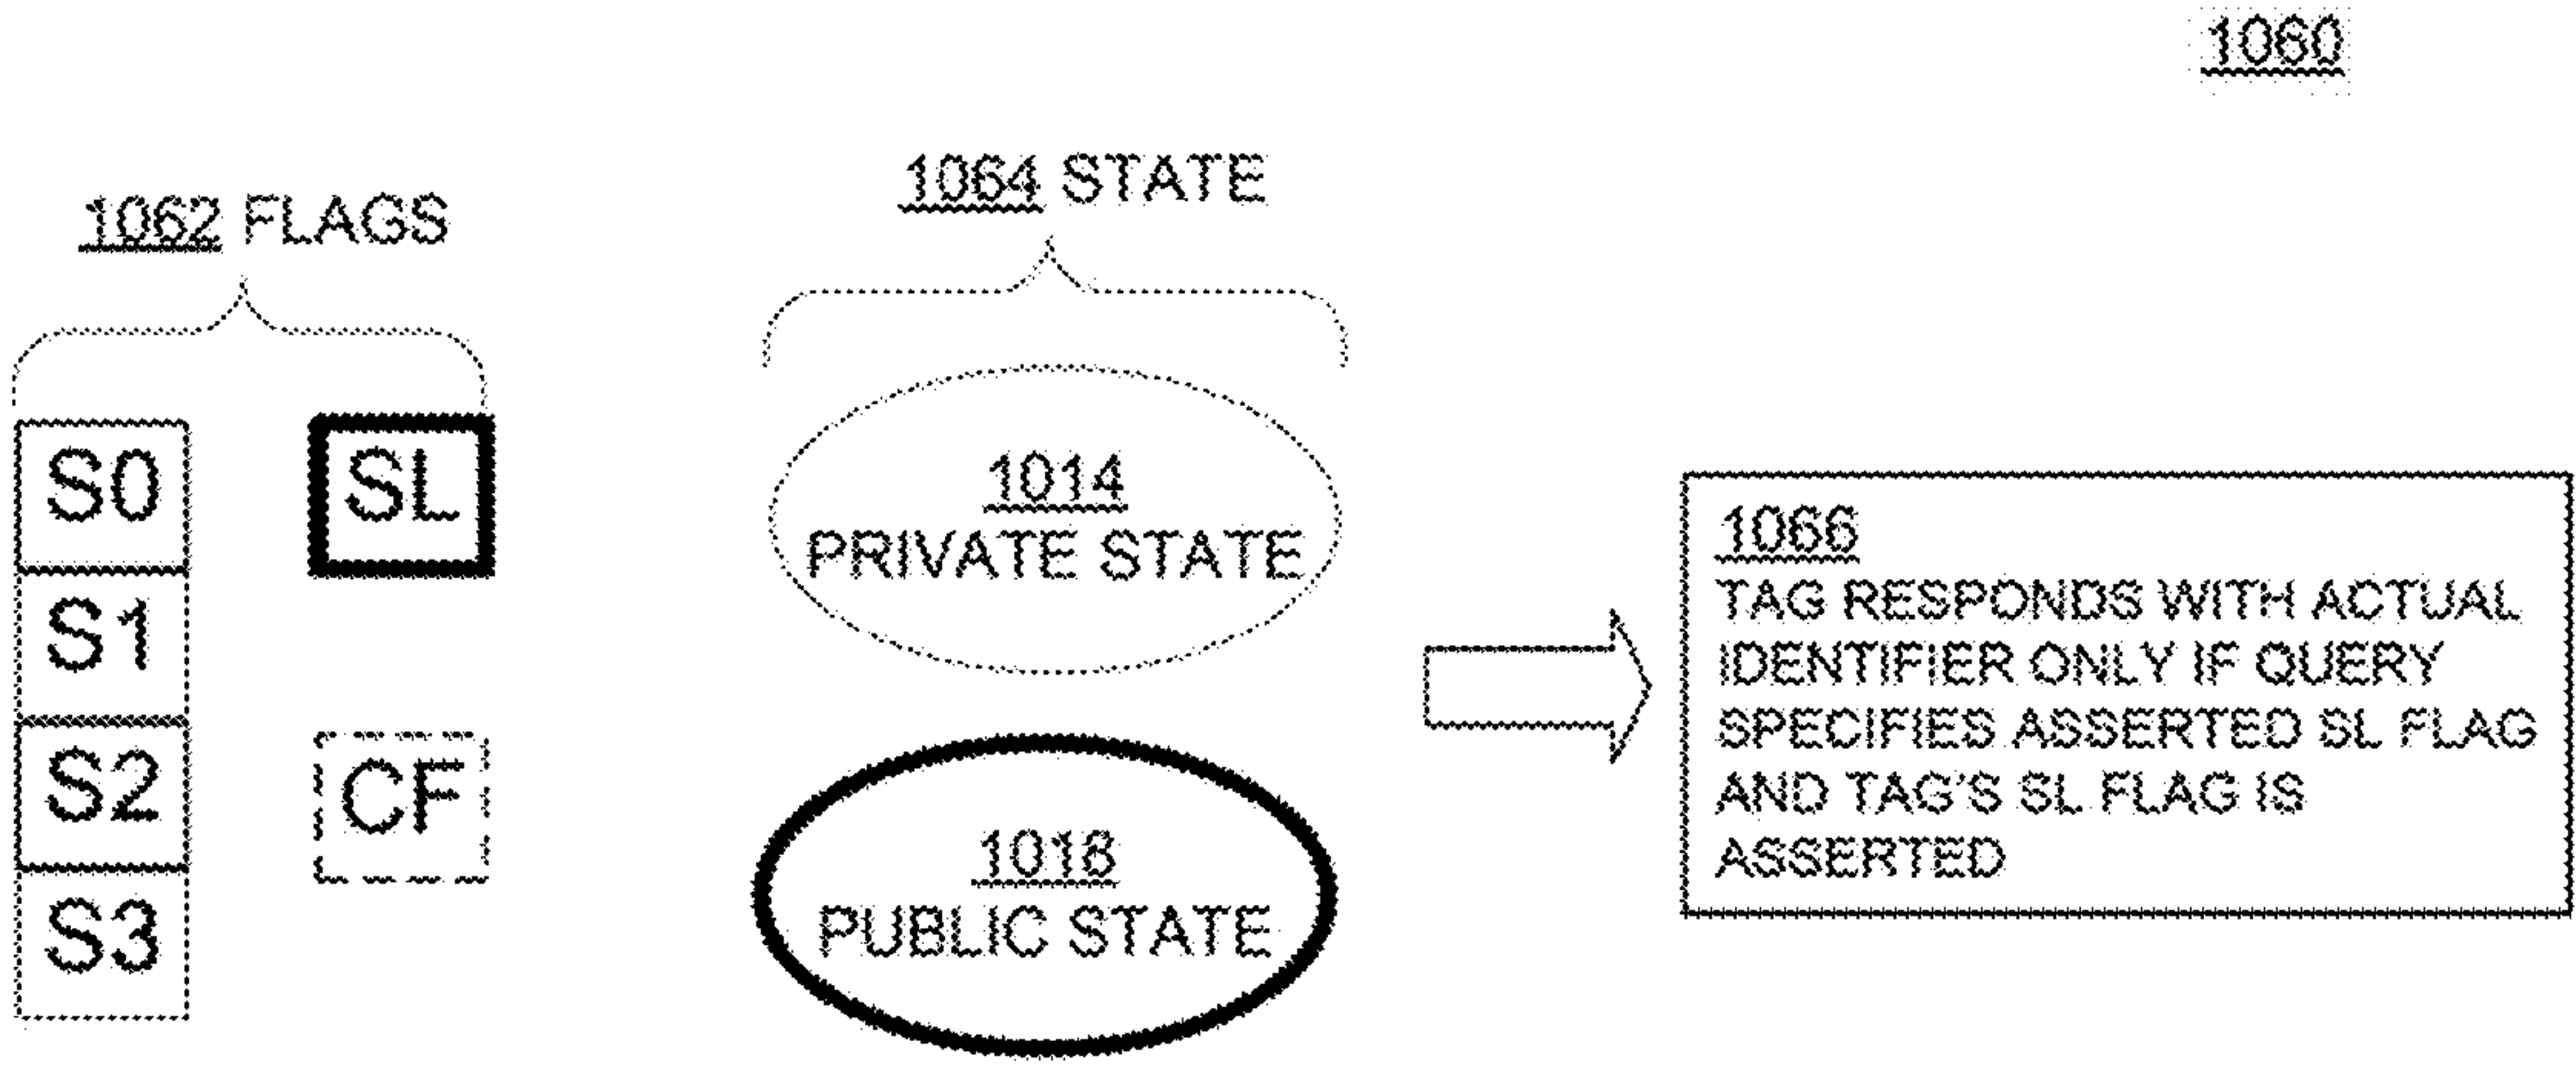 1060
1064 STATE
1062 FLAGS
S0
S1
S2
S3
SL
CF
1014
PRIVATE STATE
1016
PUBLIC STATE
1066
TAG RESPONDS WITH ACTUAL
IDENTIFIER ONLY IF QUERY
SPECIFIES ASSERTED SL FLAG
AND TAG'S SL FLAG IS
ASSERTED